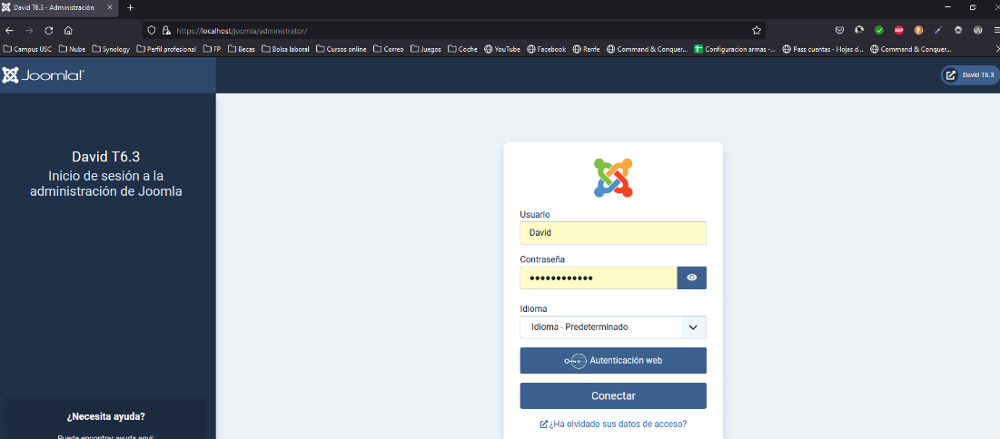 David T6.3 - Administración
https://localhost/joomla/administrator/
Campus USC Nube Synology Perfil profesional FP Becas Bolsa laboral Cursos online Correo Juegos Coche YouTube Facebook Renfe Command & Conquer... Configuracion armas -... Pass cuentas - Hojas d... Command & Conquer...
Joomla!
David T6.3
David T6.3
Inicio de sesión a la
administración de Joomla
Usuario
David
Contraseña
Idioma
Idioma - Predeterminado
Autenticación web
Conectar
¿Ha olvidado sus datos de acceso?
¿Necesita ayuda?
Puede encontrar ayuda aquí: